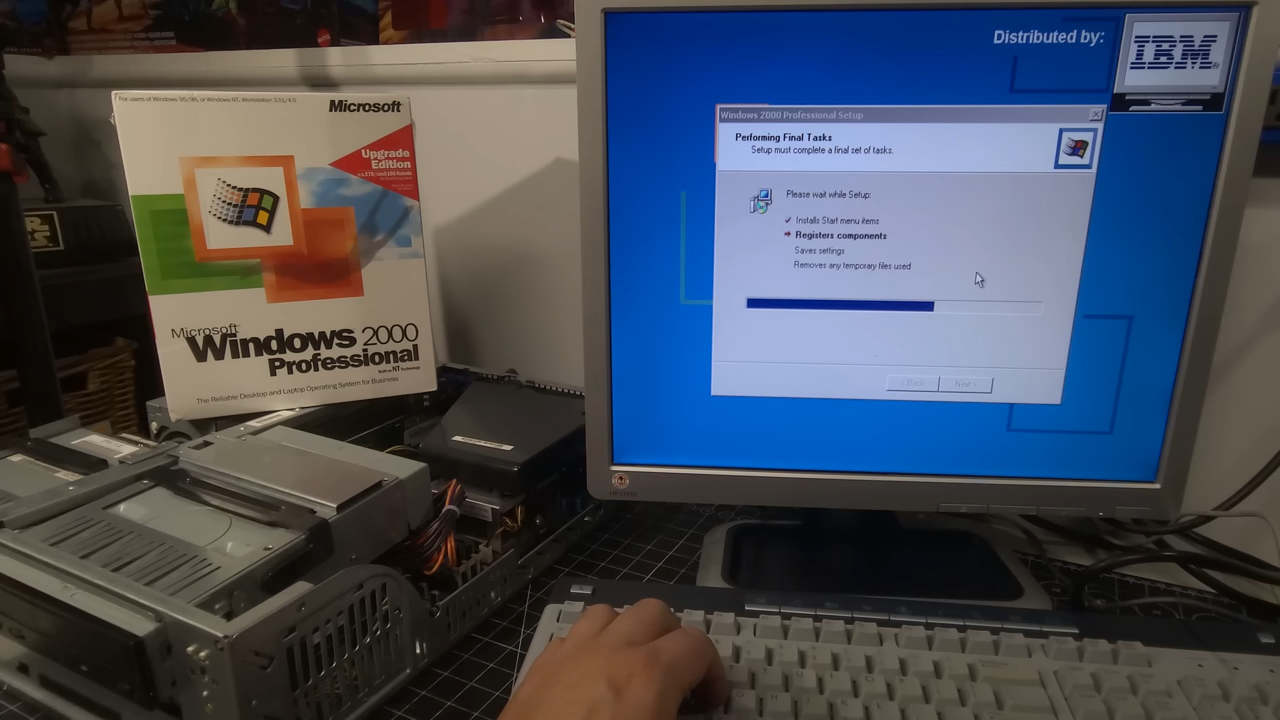 For users of Windows 95/98, or Windows NT Workstation 3.51/4.0
Microsoft
Upgrade
Edition
Microsoft
Windows 2000
Professional
Built on NT Technology
The Reliable Desktop and Laptop Operating System for Business
Distributed by:
IBM
Windows 2000 Professional Setup
Performing Final Tasks
Setup must complete a final set of tasks.
Please wait while Setup:
Installs Start menu items
Registers components
Saves settings
Removes any temporary files used
< Back
Next >